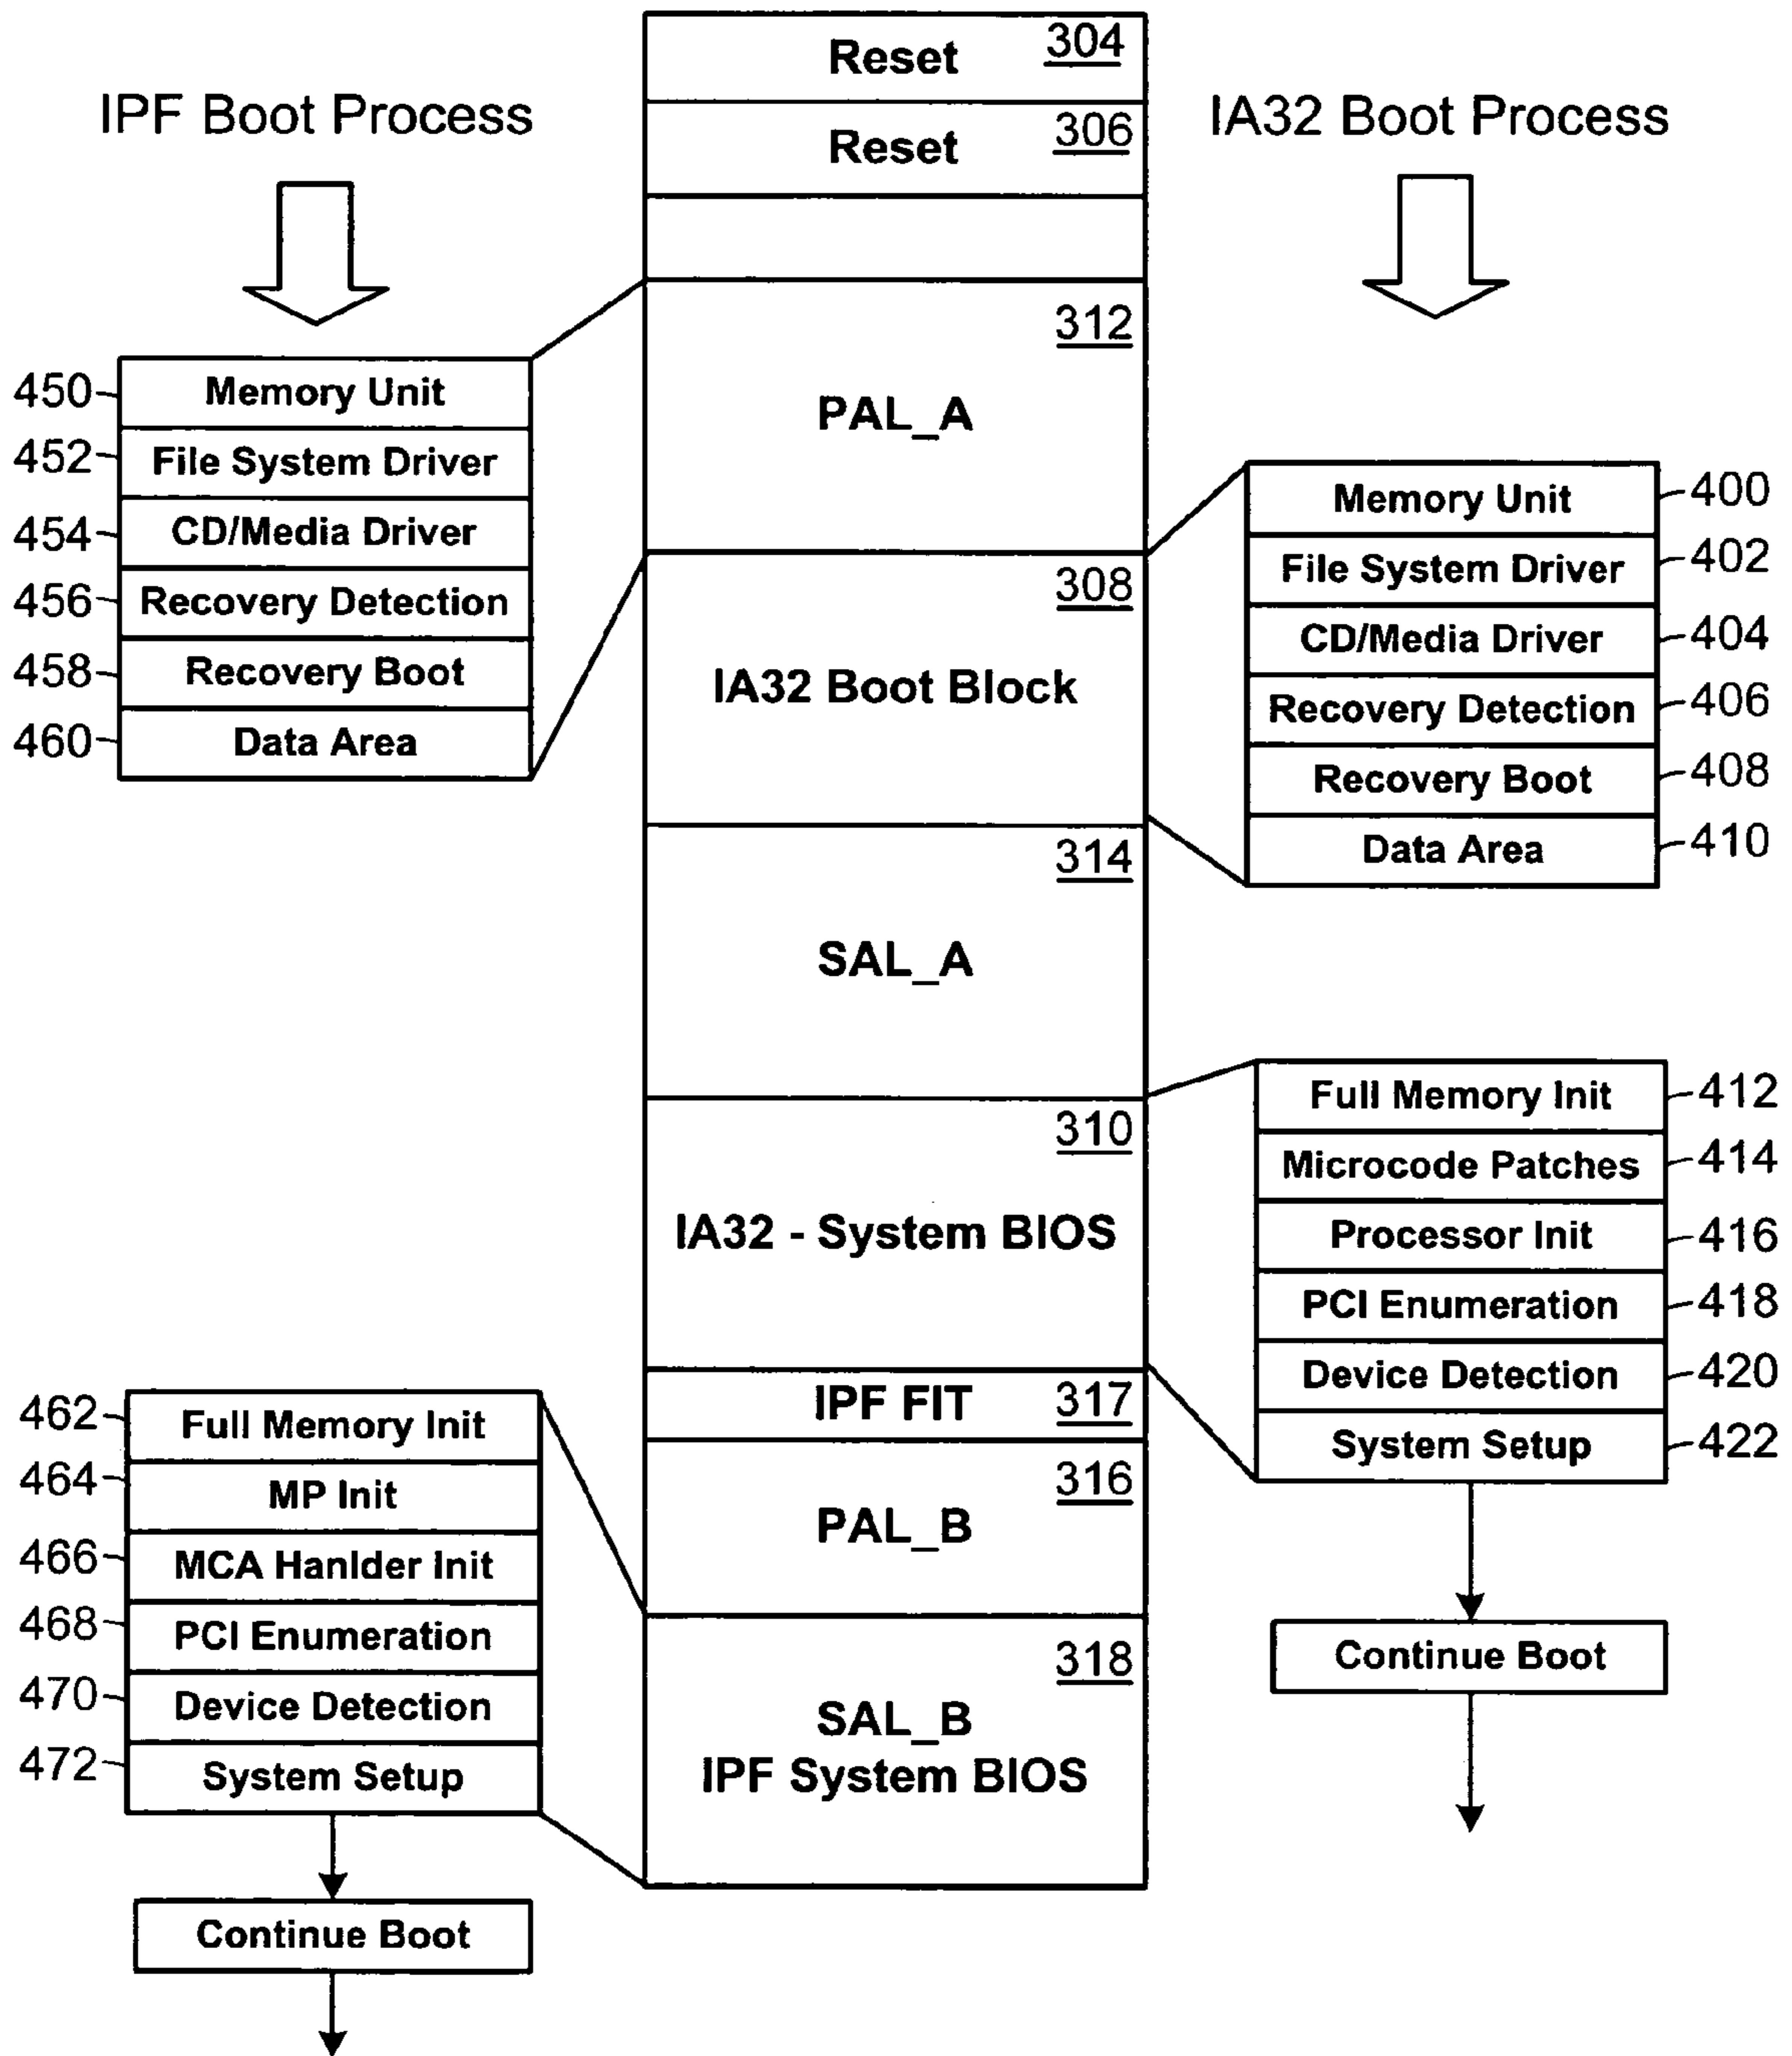 IPF Boot Process
450
Memory Unit
452
File System Driver
454
CD/Media Driver
456
Recovery Detection
458
Recovery Boot
460
Data Area
462
Full Memory Init
464
MP Init
466
MCA Hanlder Init
468
PCI Enumeration
470
Device Detection
472
System Setup
Continue Boot
Reset 304
Reset 306
312
PAL_A
308
IA32 Boot Block
314
SAL_A
310
IA32 - System BIOS
IPF FIT 317
316
PAL_B
318
SAL_B
IPF System BIOS
IA32 Boot Process
Memory Unit 400
File System Driver 402
CD/Media Driver 404
Recovery Detection 406
Recovery Boot 408
Data Area 410
Full Memory Init 412
Microcode Patches 414
Processor Init 416
PCI Enumeration 418
Device Detection 420
System Setup 422
Continue Boot